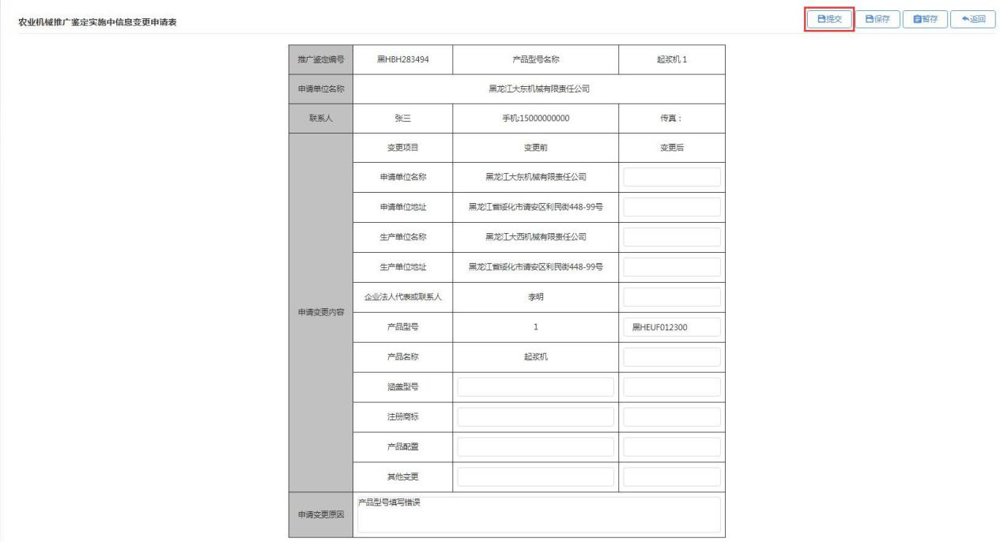 农业机械推广鉴定实施中信息变更申请表
提交 保存 暂存 返回
推广鉴定编号 黑HBH283494 产品型号名称 起浆机 1
申请单位名称 黑龙江大东机械有限责任公司
联系人 张三 手机:15000000000 传真：
变更项目 变更前 变更后
申请单位名称 黑龙江大东机械有限责任公司
申请单位地址 黑龙江省绥化市请安区利民街448-99号
生产单位名称 黑龙江大西机械有限责任公司
生产单位地址 黑龙江省绥化市请安区利民街448-99号
企业法人代表或联系人 李明
申请变更内容
产品型号 1 黑HEUF012300
产品名称 起浆机
涵盖型号
注册商标
产品配置
其他变更
申请变更原因 产品型号填写错误